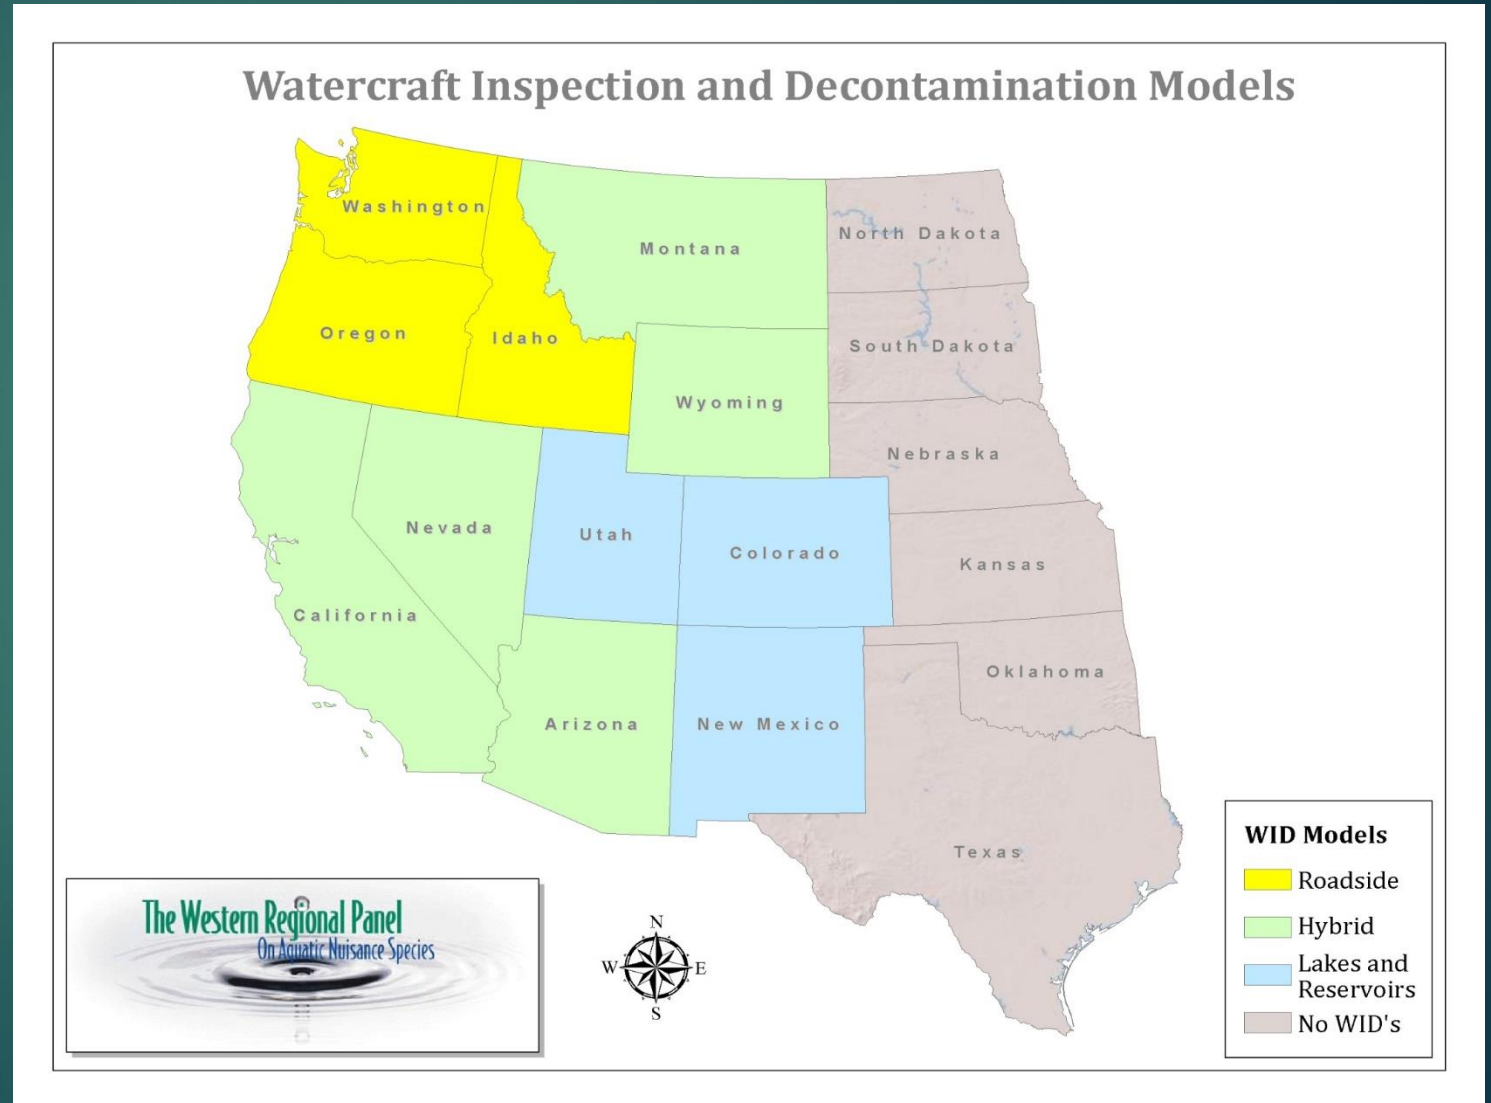 Watercraft Inspection and Decontamination Models
Washington
Montana
North Dakota
Oregon
Idaho
South Dakota
Wyoming
Nebraska
Nevada
Utah
Colorado
Kansas
California
Oklahoma
Arizona
New Mexico
Texas
WID Models
Roadside
Hybrid
Lakes and
Reservoirs
No WID's
The Western Regional Panel
On Aquatic Nuisance Species
N
W
E
S